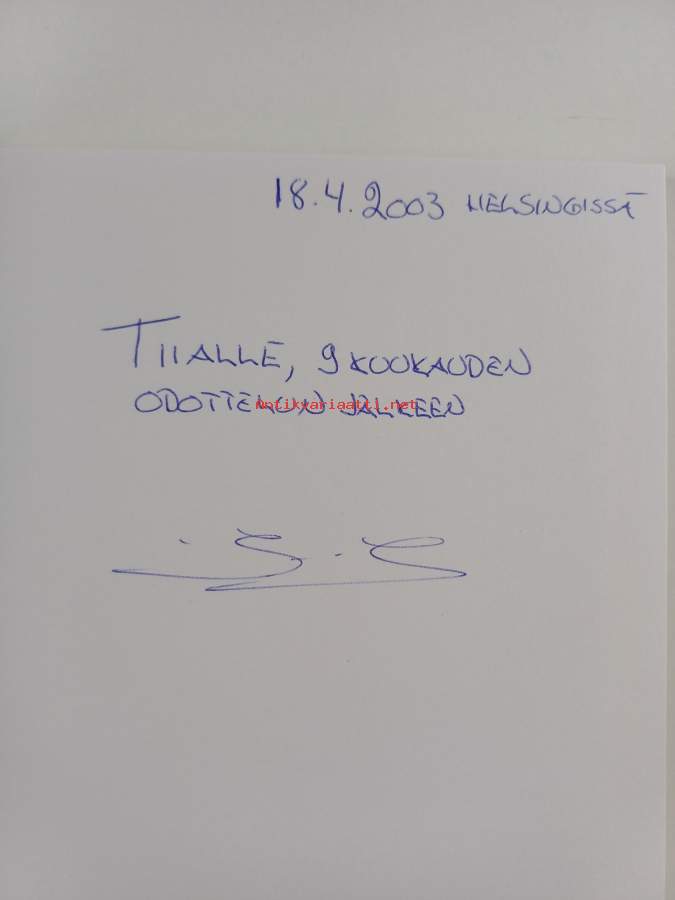 18.4.2003 HELSINGISSÄ
TIIALLE, 9 KUUKAUDEN
ODOTTELUN JÄLKEEN
Antikvariaatti.net